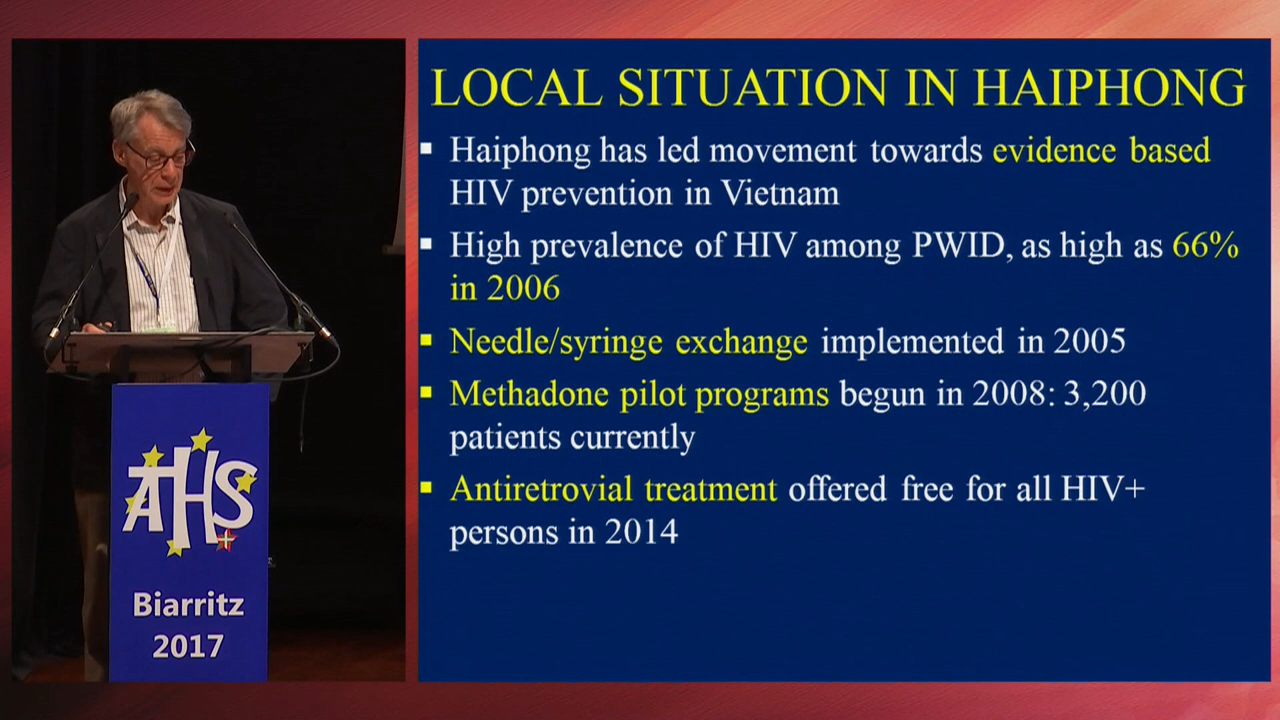 LOCAL SITUATION IN HAIPHONG
▪ Haiphong has led movement towards evidence based
HIV prevention in Vietnam
▪ High prevalence of HIV among PWID, as high as 66%
in 2006
▪ Needle/syringe exchange implemented in 2005
▪ Methadone pilot programs begun in 2008: 3,200
patients currently
▪ Antiretrovial treatment offered free for all HIV+
persons in 2014
AHS
Biarritz
2017